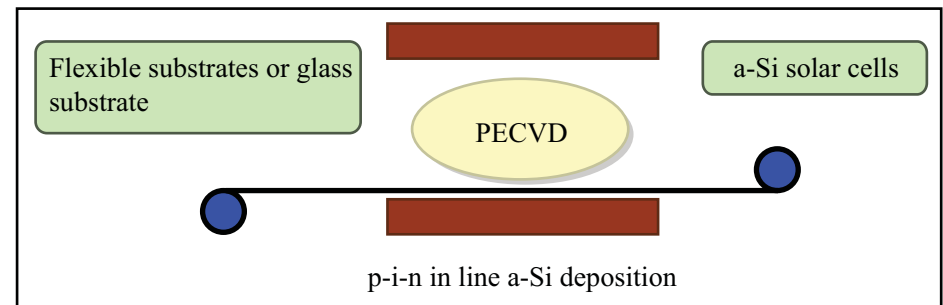 Flexible substrates or glass
substrate
a-Si solar cells
PECVD
p-i-n in line a-Si deposition